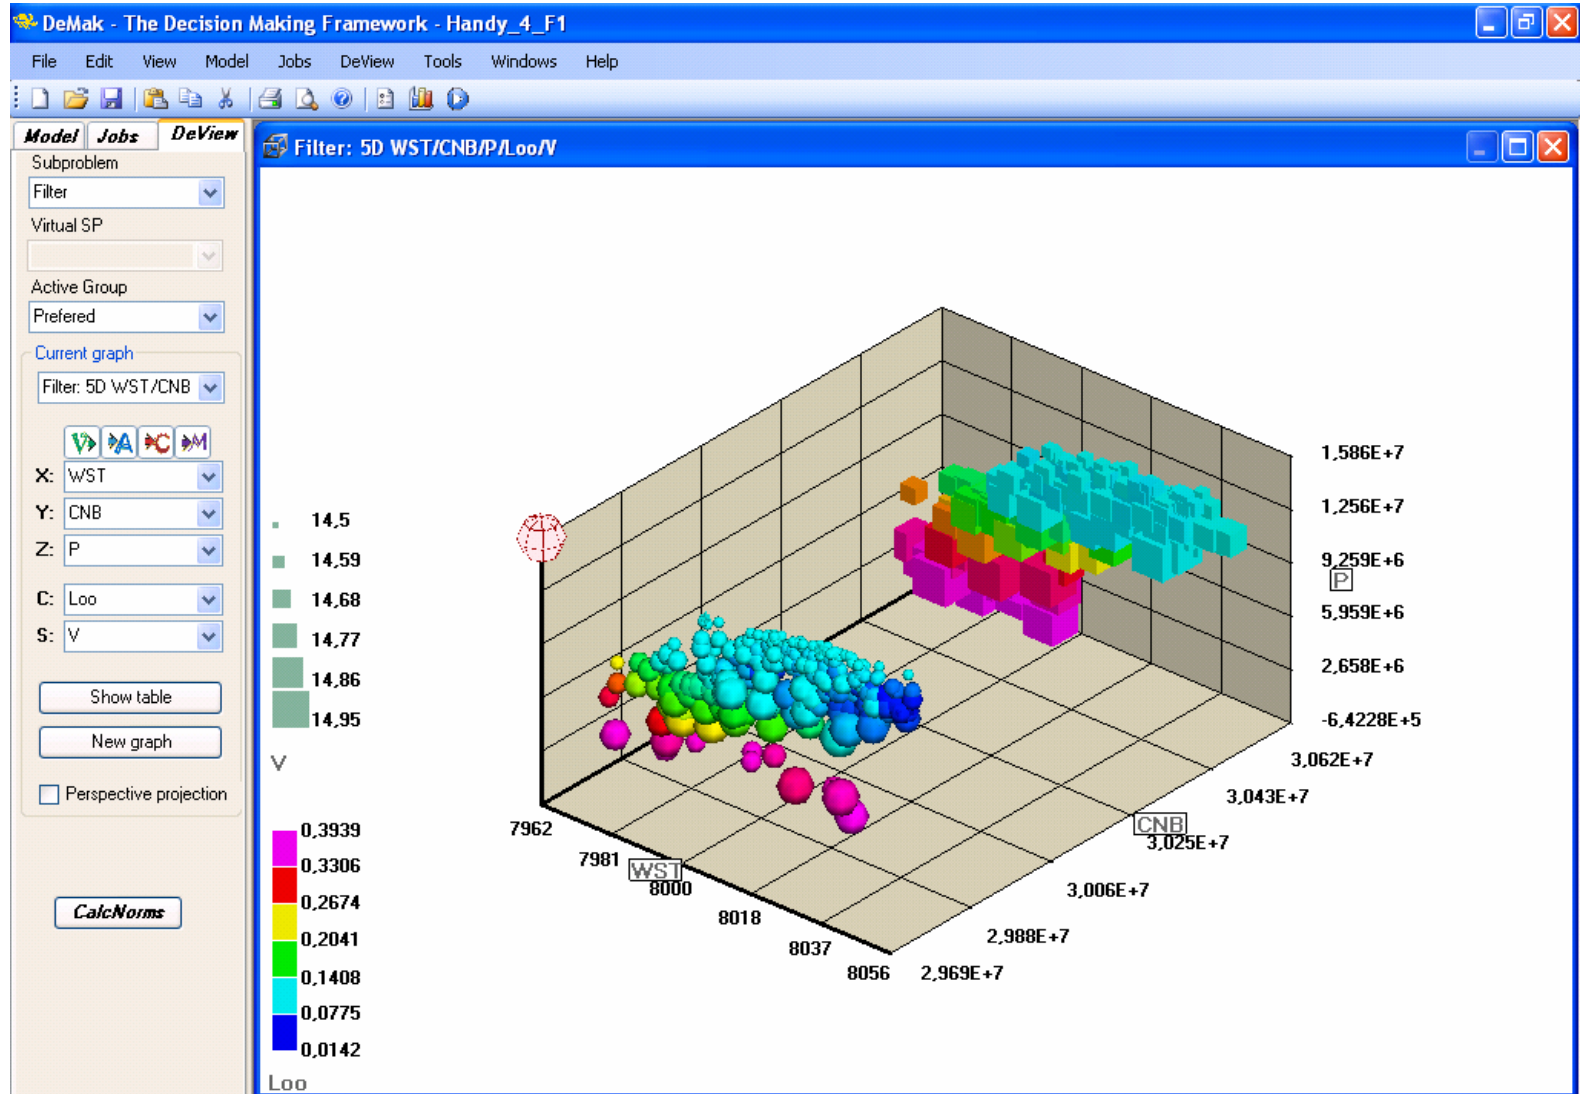 DeMak - The Decision Making Framework - Handy_4_F1
File Edit View Model Jobs DeView Tools Windows Help
Model Jobs DeView
Subproblem
Filter
Virtual SP
Active Group
Prefered
Current graph
Filter: 5D WST/CNB
V A C M
X: WST
Y: CNB
Z: P
C: Loo
S: V
Show table
New graph
Perspective projection
CalcNorms
Filter: 5D WST/CNB/P/Loo/V
14,5
14,59
14,68
14,77
14,86
14,95
V
0,3939
0,3306
0,2674
0,2041
0,1408
0,0775
0,0142
Loo
7962
7981
WST
8000
8018
8037
8056
2,969E+7
2,988E+7
3,006E+7
CNB
3,025E+7
3,043E+7
3,062E+7
1,586E+7
1,256E+7
9,259E+6
P
5,959E+6
2,658E+6
-6,4228E+5